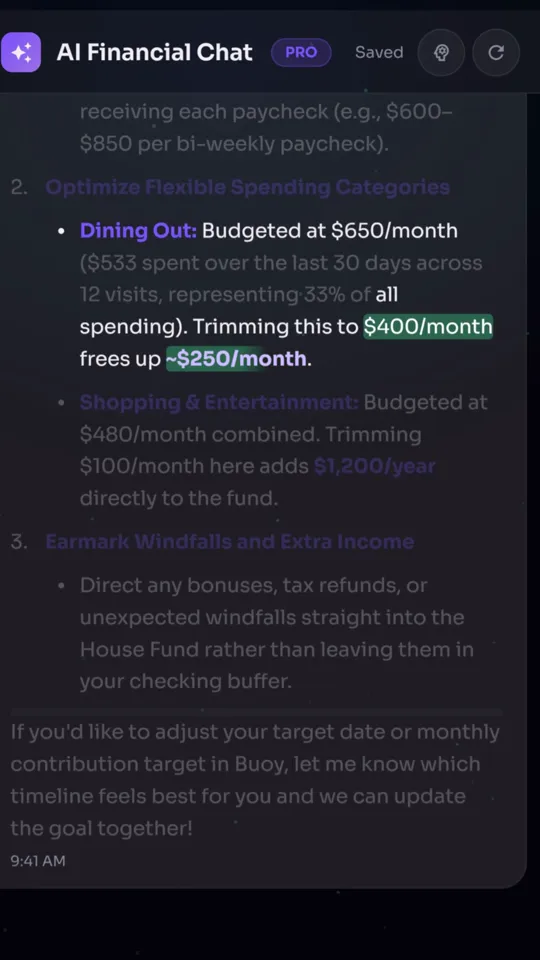 AI Financial Chat PRO Saved
receiving each paycheck (e.g., $600–
$850 per bi-weekly paycheck).
2. Optimize Flexible Spending Categories
• Dining Out: Budgeted at $650/month
($533 spent over the last 30 days across
12 visits, representing 33% of all
spending). Trimming this to $400/month
frees up ~$250/month.
• Shopping & Entertainment: Budgeted at
$480/month combined. Trimming
$100/month here adds $1,200/year
directly to the fund.
3. Earmark Windfalls and Extra Income
• Direct any bonuses, tax refunds, or
unexpected windfalls straight into the
House Fund rather than leaving them in
your checking buffer.
If you'd like to adjust your target date or monthly
contribution target in Buoy, let me know which
timeline feels best for you and we can update
the goal together!
9:41 AM